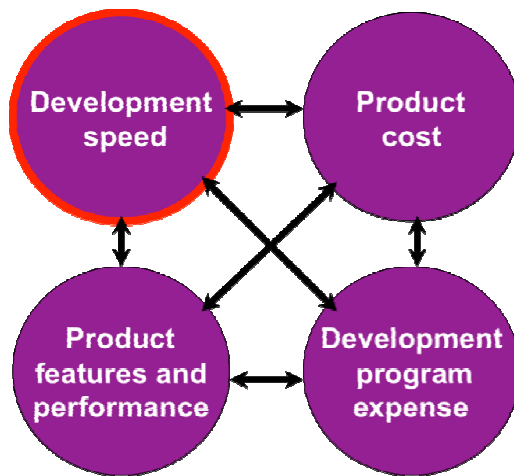 Development
speed
Product
cost
Product
features and
performance
Development
program
expense